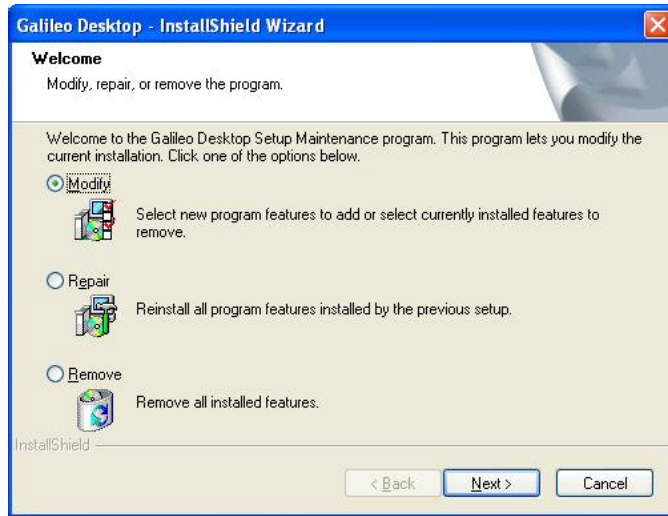 Galileo Desktop - InstallShield Wizard
Welcome
Modify, repair, or remove the program.
Welcome to the Galileo Desktop Setup Maintenance program. This program lets you modify the
current installation. Click one of the options below.
Modify
Select new program features to add or select currently installed features to
remove.
Repair
Reinstall all program features installed by the previous setup.
Remove
Remove all installed features.
InstallShield
< Back Next > Cancel